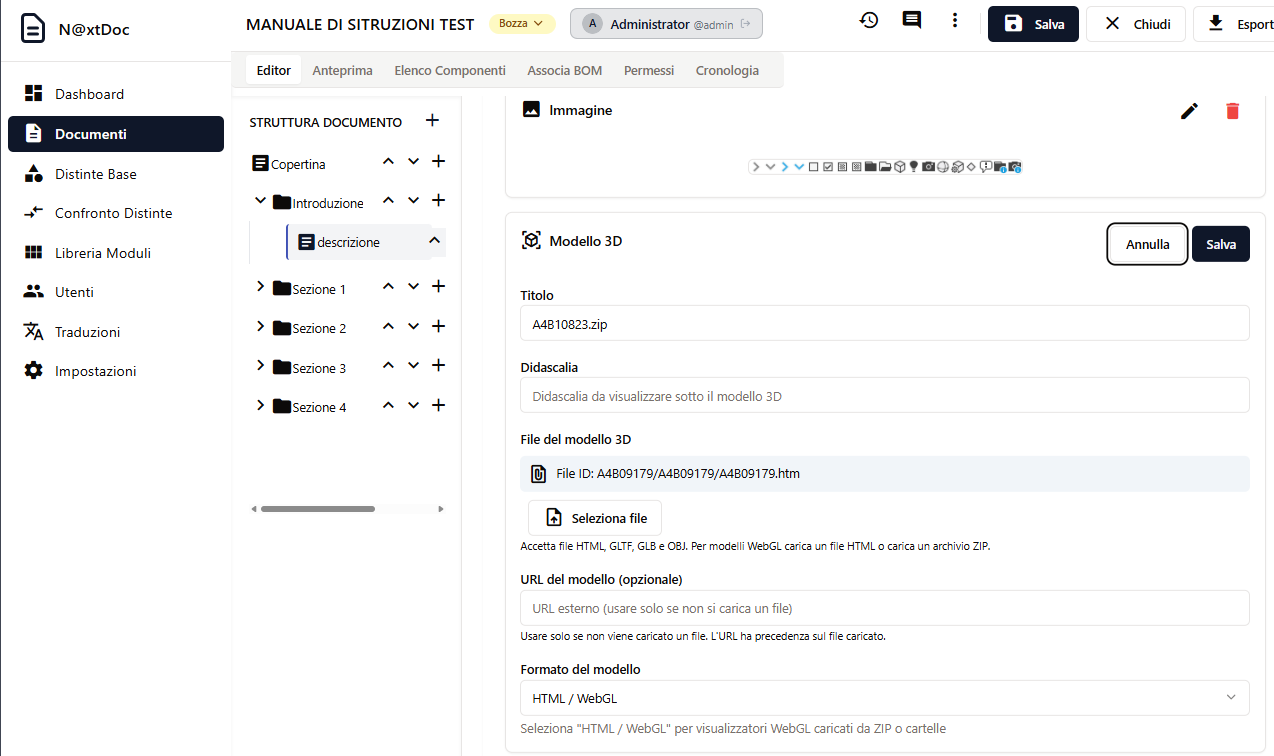 N@xtDoc
MANUALE DI SITRUZIONI TEST
Bozza
A Administrator @admin
Salva
Chiudi
Esport
Editor
Anteprima
Elenco Componenti
Associa BOM
Permessi
Cronologia
Dashboard
Documenti
Distinte Base
Confronto Distinte
Libreria Moduli
Utenti
Traduzioni
Impostazioni
STRUTTURA DOCUMENTO
Copertina
Introduzione
descrizione
Sezione 1
Sezione 2
Sezione 3
Sezione 4
Immagine
Modello 3D
Annulla
Salva
Titolo
A4B10823.zip
Didascalia
Didascalia da visualizzare sotto il modello 3D
File del modello 3D
File ID: A4B09179/A4B09179/A4B09179.htm
Seleziona file
Accetta file HTML, GLTF, GLB e OBJ. Per modelli WebGL carica un file HTML o carica un archivio ZIP.
URL del modello (opzionale)
URL esterno (usare solo se non si carica un file)
Usare solo se non viene caricato un file. L'URL ha precedenza sul file caricato.
Formato del modello
HTML / WebGL
Seleziona "HTML / WebGL" per visualizzatori WebGL caricati da ZIP o cartelle